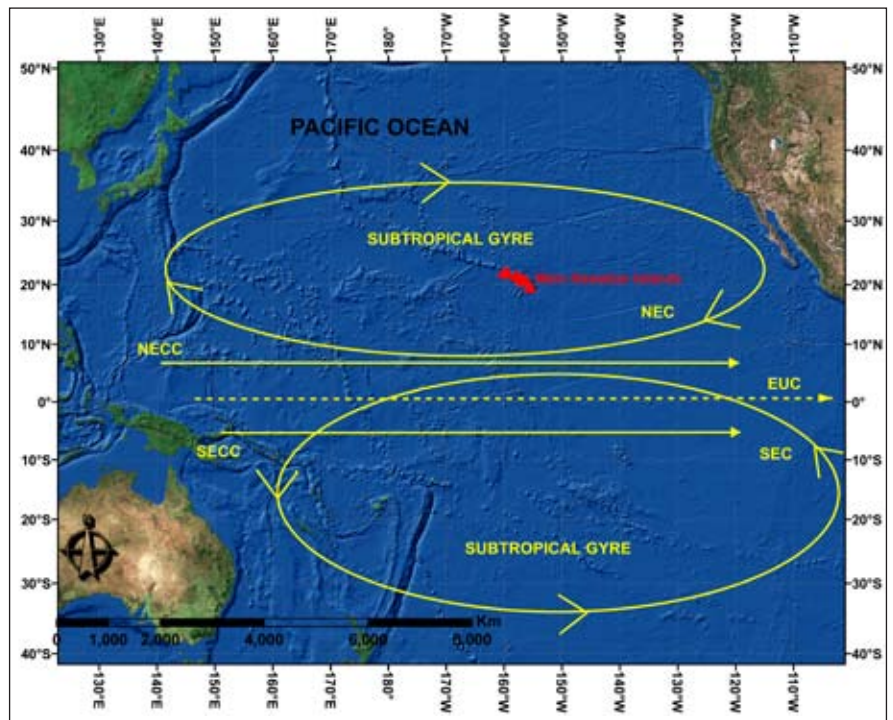 130°E 140°E 150°E 160°E 170°E 180° 170°W 160°W 150°W 140°W 130°W 120°W 110°W
50°N 50°N
PACIFIC OCEAN
40°N 40°N
30°N 30°N
SUBTROPICAL GYRE
Main Hawaiian Islands
20°N 20°N
NEC
10°N 10°N
NECC
EUC
0° 0°
SECC SEC
10°S 10°S
20°S 20°S
SUBTROPICAL GYRE
30°S 30°S
Km
0 1,000 2,000 4,000 6,000 8,000
40°S 40°S
130°E 140°E 150°E 160°E 170°E 180° 170°W 160°W 150°W 140°W 130°W 120°W 110°W